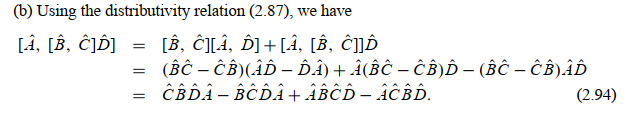 (b) Using the distributivity relation (2.87), we have
[Â, [B̂, Ĉ]D̂] = [B̂, Ĉ][Â, D̂]+[Â, [B̂, Ĉ]]D̂
= (B̂Ĉ − ĈB̂)(ÂD̂ − D̂Â) + Â(B̂Ĉ − ĈB̂)D̂ − (B̂Ĉ − ĈB̂)ÂD̂
= ĈB̂D̂Â − B̂ĈD̂Â + ÂB̂ĈD̂ − ÂĈB̂D̂. (2.94)